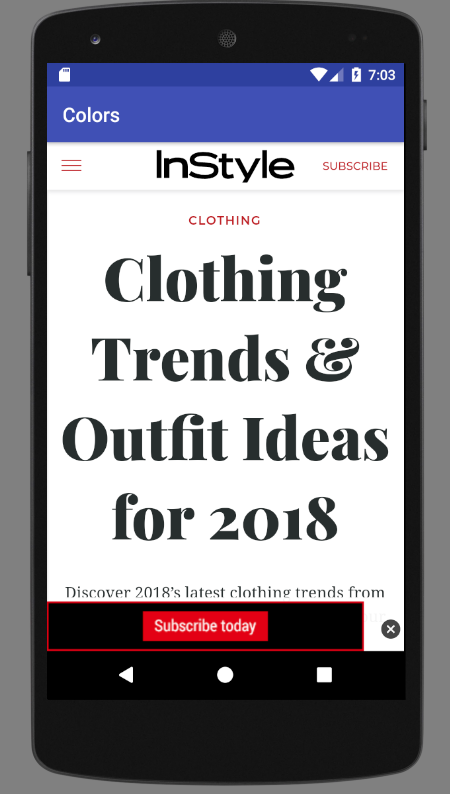 7:03
Colors
InStyle
SUBSCRIBE
CLOTHING
Clothing
Trends &
Outfit Ideas
for 2018
Discover 2018's latest clothing trends from
Subscribe today